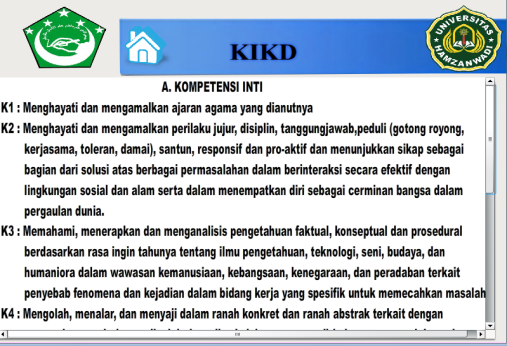 KIKD
UNIVERSITAS
HAMZANWADI
A. KOMPETENSI INTI
K1 : Menghayati dan mengamalkan ajaran agama yang dianutnya
K2 : Menghayati dan mengamalkan perilaku jujur, disiplin, tanggungjawab,peduli (gotong royong,
kerjasama, toleran, damai), santun, responsif dan pro-aktif dan menunjukkan sikap sebagai
bagian dari solusi atas berbagai permasalahan dalam berinteraksi secara efektif dengan
lingkungan sosial dan alam serta dalam menempatkan diri sebagai cerminan bangsa dalam
pergaulan dunia.
K3 : Memahami, menerapkan dan menganalisis pengetahuan faktual, konseptual dan prosedural
berdasarkan rasa ingin tahunya tentang ilmu pengetahuan, teknologi, seni, budaya, dan
humaniora dalam wawasan kemanusiaan, kebangsaan, kenegaraan, dan peradaban terkait
penyebab fenomena dan kejadian dalam bidang kerja yang spesifik untuk memecahkan masalah
K4 : Mengolah, menalar, dan menyaji dalam ranah konkret dan ranah abstrak terkait dengan